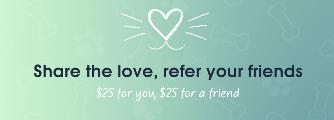 Share the love, refer your friends
$25 for you, $25 for a friend